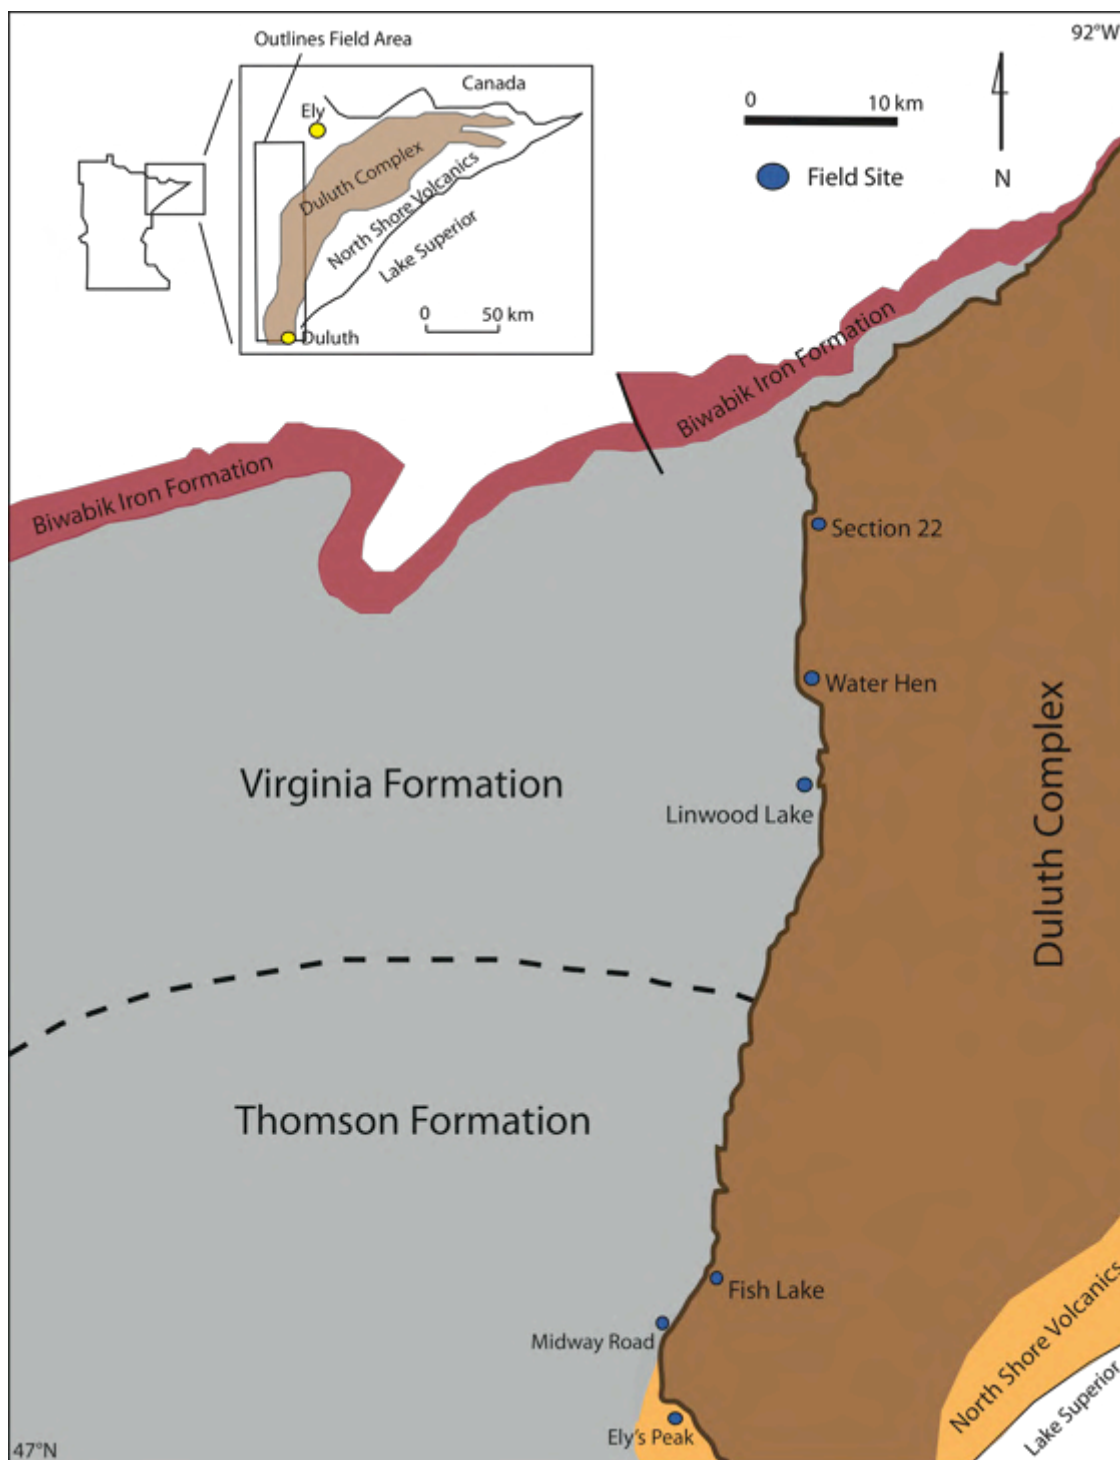 92°W
Outlines Field Area
Canada
Ely
Duluth Complex
North Shore Volcanics
Lake Superior
0 50 km
Duluth
0 10 km
Field Site
N
Biwabik Iron Formation
Biwabik Iron Formation
Section 22
Water Hen
Virginia Formation
Linwood Lake
Duluth Complex
Thomson Formation
Fish Lake
Midway Road
North Shore Volcanics
Ely's Peak
Lake Superior
47°N